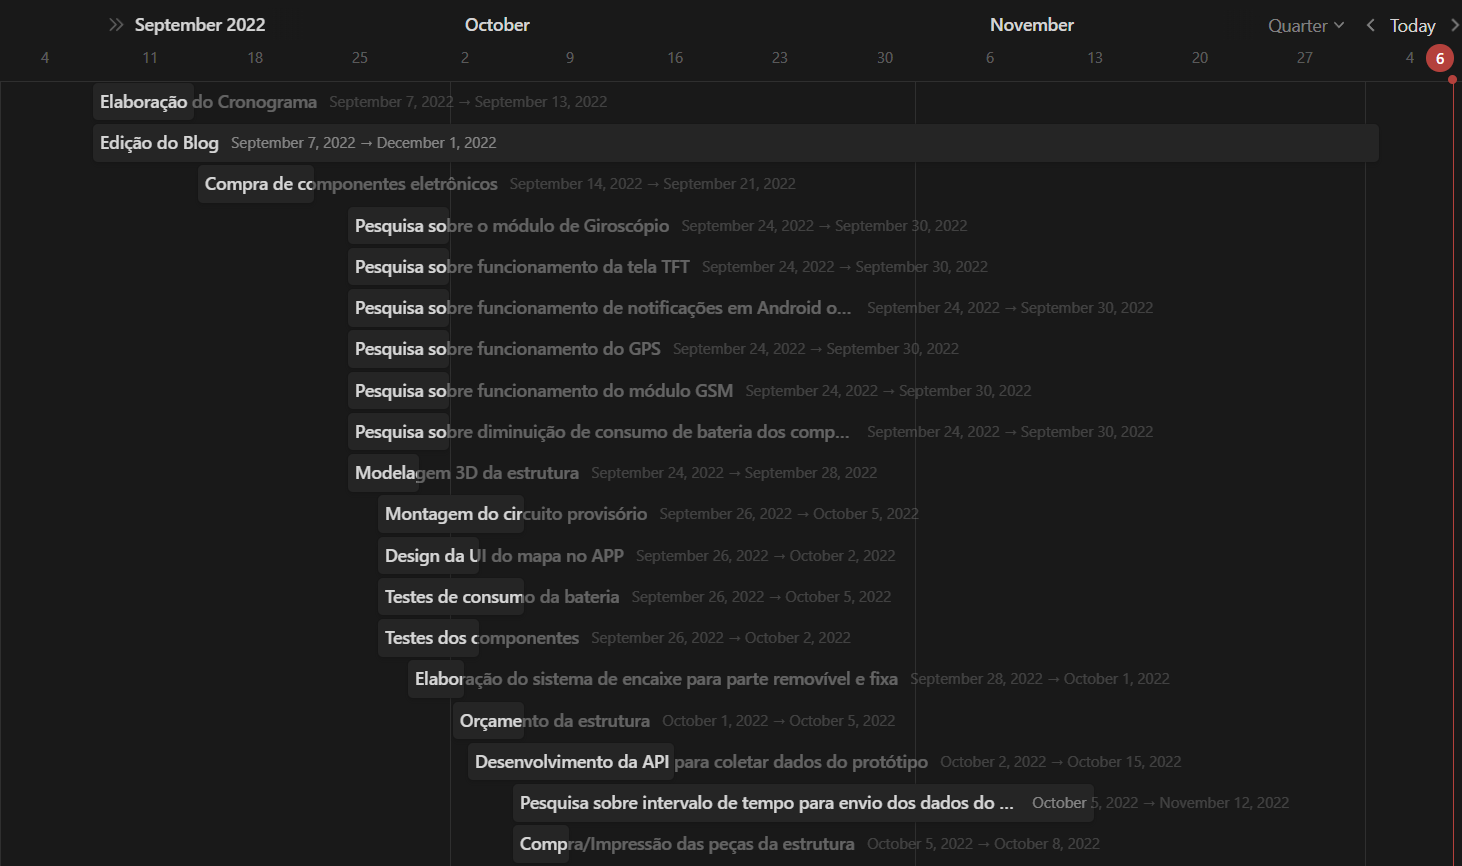 September 2022 October November Quarter Today
4 11 18 25 2 9 16 23 30 6 13 20 27 4 6
Elaboração do Cronograma September 7, 2022 → September 13, 2022
Edição do Blog September 7, 2022 → December 1, 2022
Compra de componentes eletrônicos September 14, 2022 → September 21, 2022
Pesquisa sobre o módulo de Giroscópio September 24, 2022 → September 30, 2022
Pesquisa sobre funcionamento da tela TFT September 24, 2022 → September 30, 2022
Pesquisa sobre funcionamento de notificações em Android o... September 24, 2022 → September 30, 2022
Pesquisa sobre funcionamento do GPS September 24, 2022 → September 30, 2022
Pesquisa sobre funcionamento do módulo GSM September 24, 2022 → September 30, 2022
Pesquisa sobre diminuição de consumo de bateria dos comp... September 24, 2022 → September 30, 2022
Modelagem 3D da estrutura September 24, 2022 → September 28, 2022
Montagem do circuito provisório September 26, 2022 → October 5, 2022
Design da UI do mapa no APP September 26, 2022 → October 2, 2022
Testes de consumo da bateria September 26, 2022 → October 5, 2022
Testes dos componentes September 26, 2022 → October 2, 2022
Elaboração do sistema de encaixe para parte removível e fixa September 28, 2022 → October 1, 2022
Orçamento da estrutura October 1, 2022 → October 5, 2022
Desenvolvimento da API para coletar dados do protótipo October 2, 2022 → October 15, 2022
Pesquisa sobre intervalo de tempo para envio dos dados do ... October 5, 2022 → November 12, 2022
Compra/Impressão das peças da estrutura October 5, 2022 → October 8, 2022